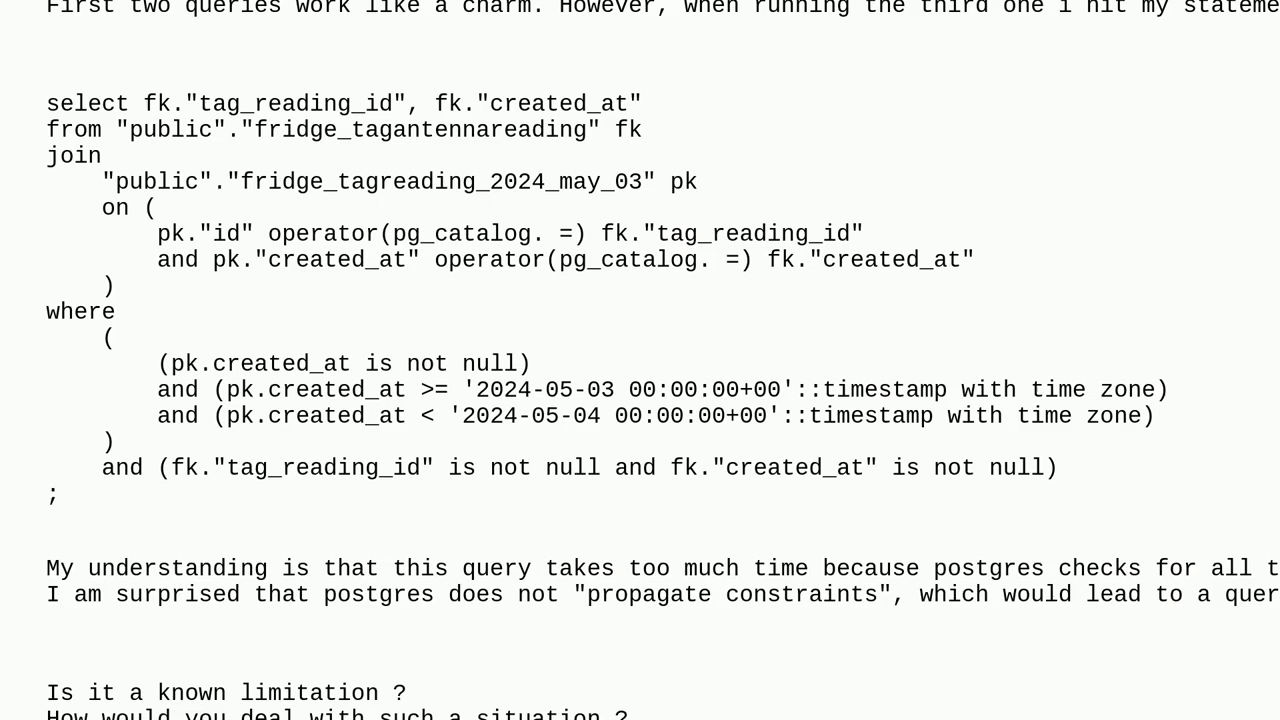 First two queries work like a charm. However, when running the third one i hit my stateme
select fk."tag_reading_id", fk."created_at"
from "public"."fridge_tagantennareading" fk
join
    "public"."fridge_tagreading_2024_may_03" pk
    on (
        pk."id" operator(pg_catalog. =) fk."tag_reading_id"
        and pk."created_at" operator(pg_catalog. =) fk."created_at"
    )
where
    (
        (pk.created_at is not null)
        and (pk.created_at >= '2024-05-03 00:00:00+00'::timestamp with time zone)
        and (pk.created_at < '2024-05-04 00:00:00+00'::timestamp with time zone)
    )
    and (fk."tag_reading_id" is not null and fk."created_at" is not null)
;
My understanding is that this query takes too much time because postgres checks for all t
I am surprised that postgres does not "propagate constraints", which would lead to a quer
Is it a known limitation ?
How would you deal with such a situation ?